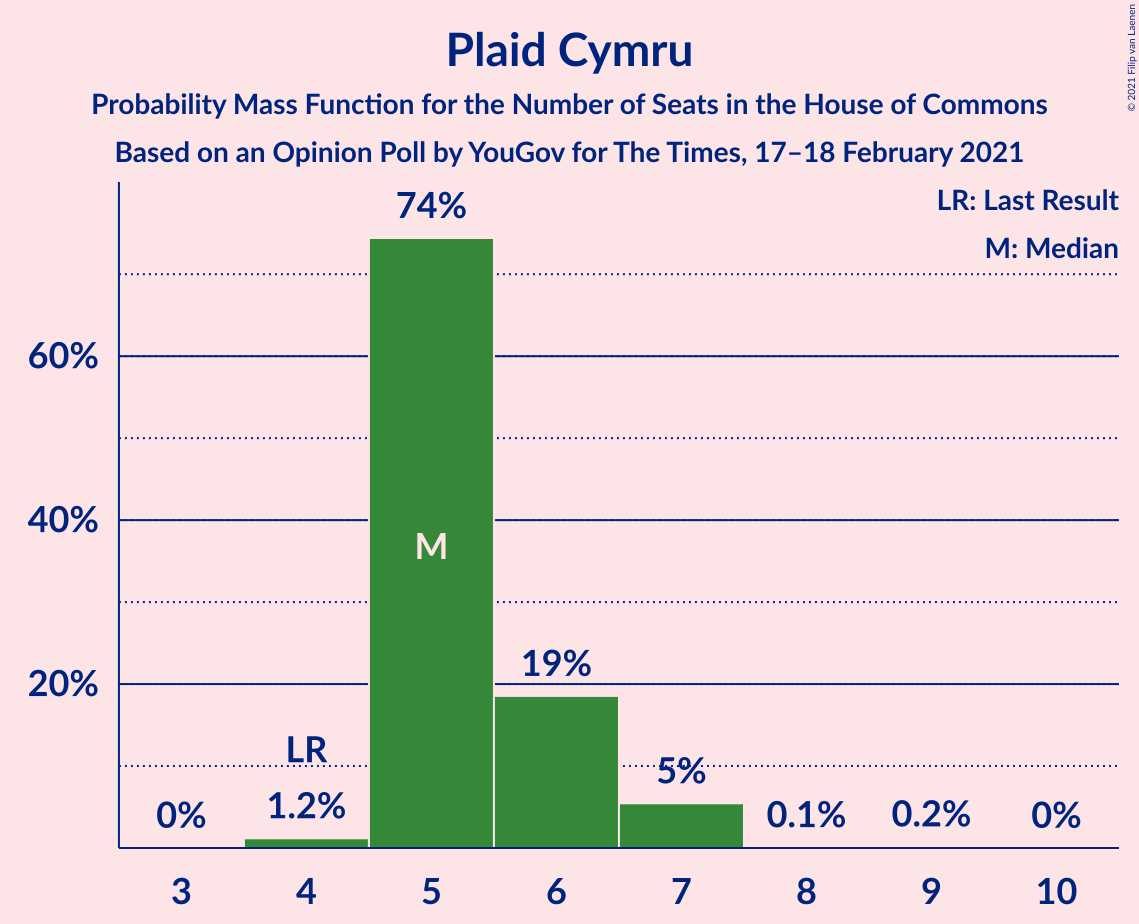 Plaid Cymru
Probability Mass Function for the Number of Seats in the House of Commons
Based on an Opinion Poll by YouGov for The Times, 17–18 February 2021
© 2021 Filip van Laenen
LR: Last Result
M: Median
74%
60%
40%
20%
M
19%
LR
5%
0%
1.2%
0.1%
0.2%
0%
3
4
5
6
7
8
9
10